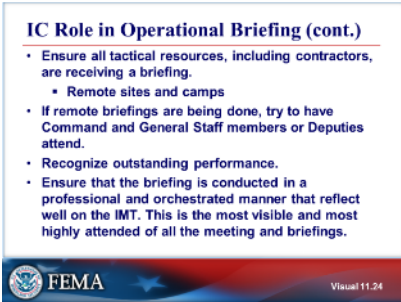 IC Role in Operational Briefing (cont.)
• Ensure all tactical resources, including contractors,
are receiving a briefing.
▪ Remote sites and camps
• If remote briefings are being done, try to have
Command and General Staff members or Deputies
attend.
• Recognize outstanding performance.
• Ensure that the briefing is conducted in a
professional and orchestrated manner that reflect
well on the IMT. This is the most visible and most
highly attended of all the meeting and briefings.
FEMA
Visual 11.24